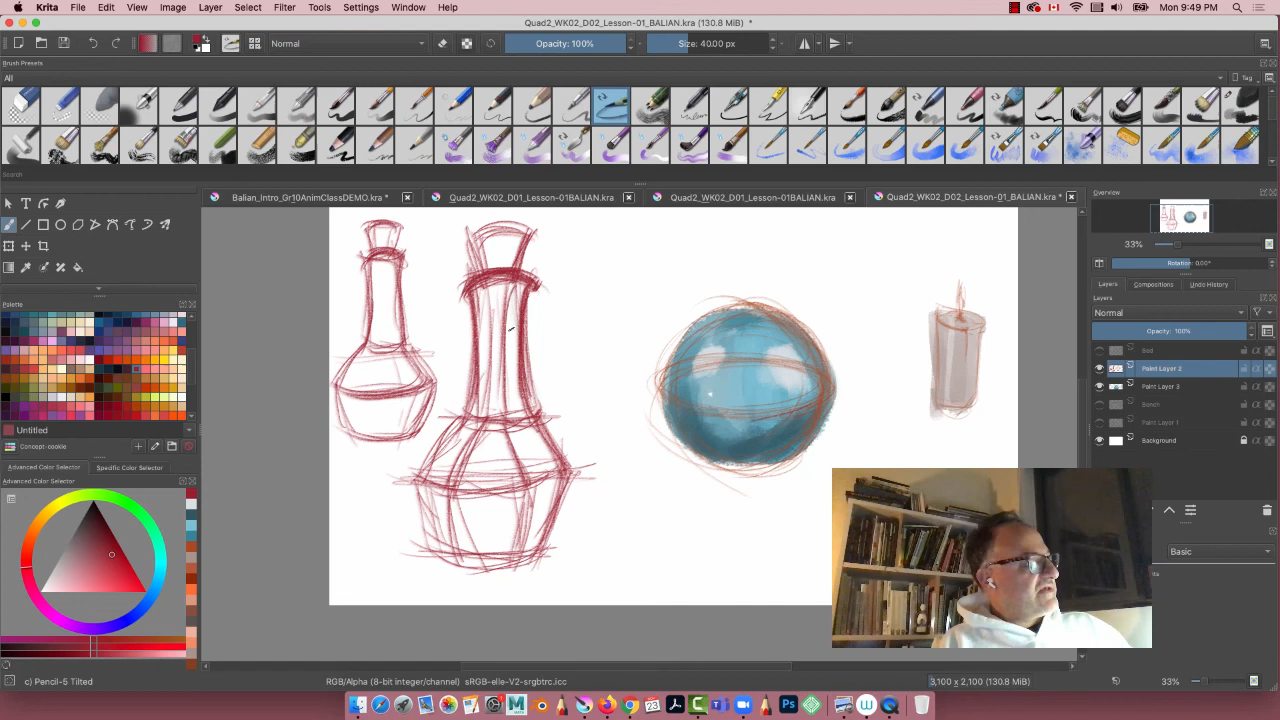 Krita File Edit View Image Layer Select Filter Tools Settings Window Help Mon 9:49 PM
Quad2_WK02_D02_Lesson-01_BALIAN.kra (130.8 MiB) *
Normal Opacity: 100% Size: 40.00 px
Brush Presets
All Tag
Search
Balian_Intro_Gr10AnimClassDEMO.kra * Quad2_WK02_D01_Lesson-01BALIAN.kra Quad2_WK02_D01_Lesson-01BALIAN.kra Quad2_WK02_D02_Lesson-01_BALIAN.kra *
Overview
33%
Rotation: 0.00°
Layers Compositions Undo History
Layers
Normal
Opacity: 100%
Bod
Paint Layer 2
Paint Layer 3
Bench
Paint Layer 1
Background
Basic
Palette
Untitled
Concept-cookie
Advanced Color Selector Specific Color Selector
Advanced Color Selector
c) Pencil-5 Tilted RGB/Alpha (8-bit integer/channel) sRGB-elle-V2-srgbtrc.icc 3,100 x 2,100 (130.8 MiB) 33%